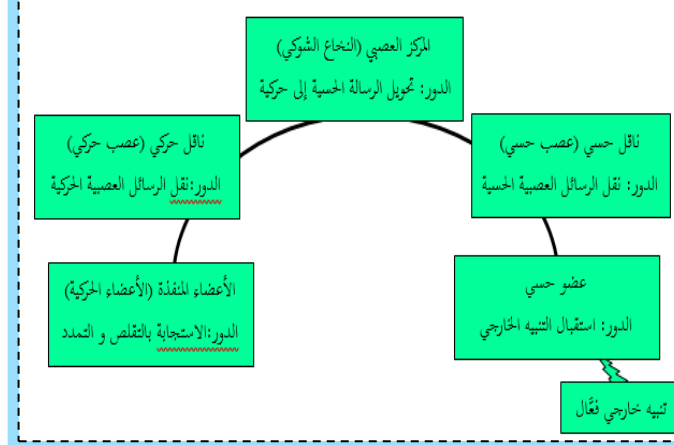 المركز العصبي (النخاع الشوكي)
الدور: تحويل الرسالة الحسية إلى حركية
ناقل حسي (عصب حسي)
الدور: نقل الرسائل العصبية الحسية
ناقل حركي (عصب حركي)
الدور:نقل الرسائل العصبية الحركية
عضو حسي
الدور: استقبال التنبيه الخارجي
الأعضاء المنفذة (الأعضاء الحركية)
الدور:الاستجابة بالتقلص و التمدد
تنبيه خارجي فعَّال